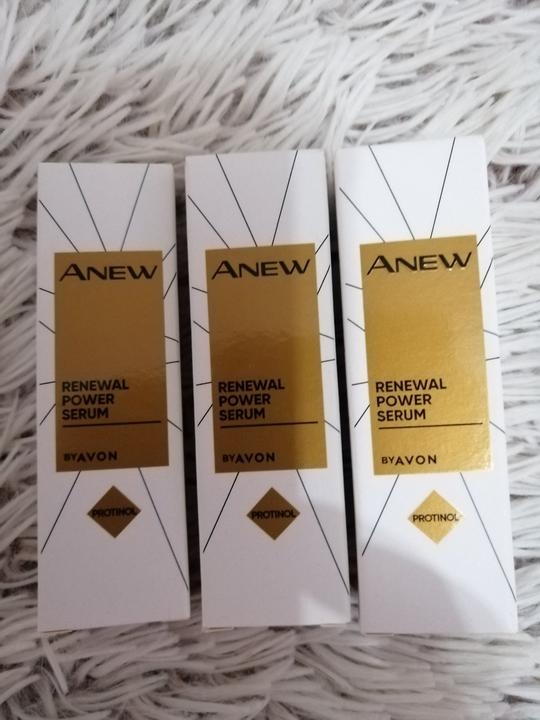 ANEW
RENEWAL
POWER
SERUM
BY AVON
PROTINOL
ANEW
RENEWAL
POWER
SERUM
BY AVON
PROTINOL
ANEW
RENEWAL
POWER
SERUM
BY AVON
PROTINOL